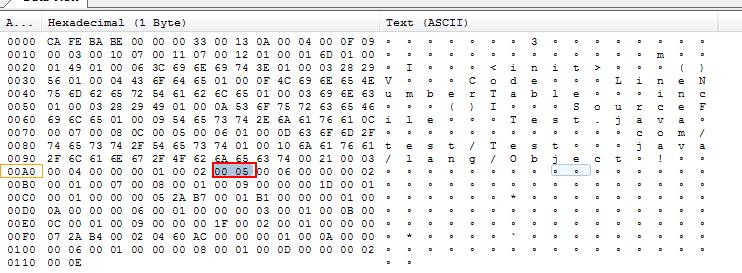 A... Hexadecimal (1 Byte) Text (ASCII)
0000 CA FE BA BE 00 00 00 33 00 13 0A 00 04 00 0F 09 ° ° ° ° ° ° ° 3 ° ° ° ° ° ° ° °
0010 00 03 00 10 07 00 11 07 00 12 01 00 01 6D 01 00 ° ° ° ° ° ° ° ° ° ° ° ° ° m ° °
0020 01 49 01 00 06 3C 69 6E 69 74 3E 01 00 03 28 29 ° I ° ° ° < i n i t > ° ° ° ( )
0030 56 01 00 04 43 6F 64 65 01 00 0F 4C 69 6E 65 4E V ° ° ° C o d e ° ° ° L i n e N
0040 75 6D 62 65 72 54 61 62 6C 65 01 00 03 69 6E 63 u m b e r T a b l e ° ° ° i n c
0050 01 00 03 28 29 49 01 00 0A 53 6F 75 72 63 65 46 ° ° ° ( ) I ° ° ° S o u r c e F
0060 69 6C 65 01 00 09 54 65 73 74 2E 6A 61 76 61 0C i l e ° ° ° T e s t . j a v a °
0070 00 07 00 08 0C 00 05 00 06 01 00 0D 63 6F 6D 2F ° ° ° ° ° ° ° ° ° ° ° ° c o m /
0080 74 65 73 74 2F 54 65 73 74 01 00 10 6A 61 76 61 t e s t / T e s t ° ° ° j a v a
0090 2F 6C 61 6E 67 2F 4F 62 6A 65 63 74 00 21 00 03 / l a n g / O b j e c t ° ! ° °
00A0 00 04 00 00 00 01 00 02 00 05 00 06 00 00 00 02 ° ° ° ° ° ° ° ° ° ° ° ° ° ° ° °
00B0 00 01 00 07 00 08 00 01 00 09 00 00 00 1D 00 01 ° ° ° ° ° ° ° ° ° ° ° ° ° ° ° °
00C0 00 01 00 00 00 05 2A B7 00 01 B1 00 00 00 01 00 ° ° ° ° ° ° * ° ° ° ° ° ° ° ° °
00D0 0A 00 00 00 06 00 01 00 00 00 03 00 01 00 0B 00 ° ° ° ° ° ° ° ° ° ° ° ° ° ° ° °
00E0 0C 00 01 00 09 00 00 00 1F 00 02 00 01 00 00 00 ° ° ° ° ° ° ° ° ° ° ° ° ° ° ° °
00F0 07 2A B4 00 02 04 60 AC 00 00 00 01 00 0A 00 00 ° * ° ° ° ° ` ° ° ° ° ° ° ° ° °
0100 00 06 00 01 00 00 00 08 00 01 00 0D 00 00 00 02 ° ° ° ° ° ° ° ° ° ° ° ° ° ° ° °
0110 00 0E ° °